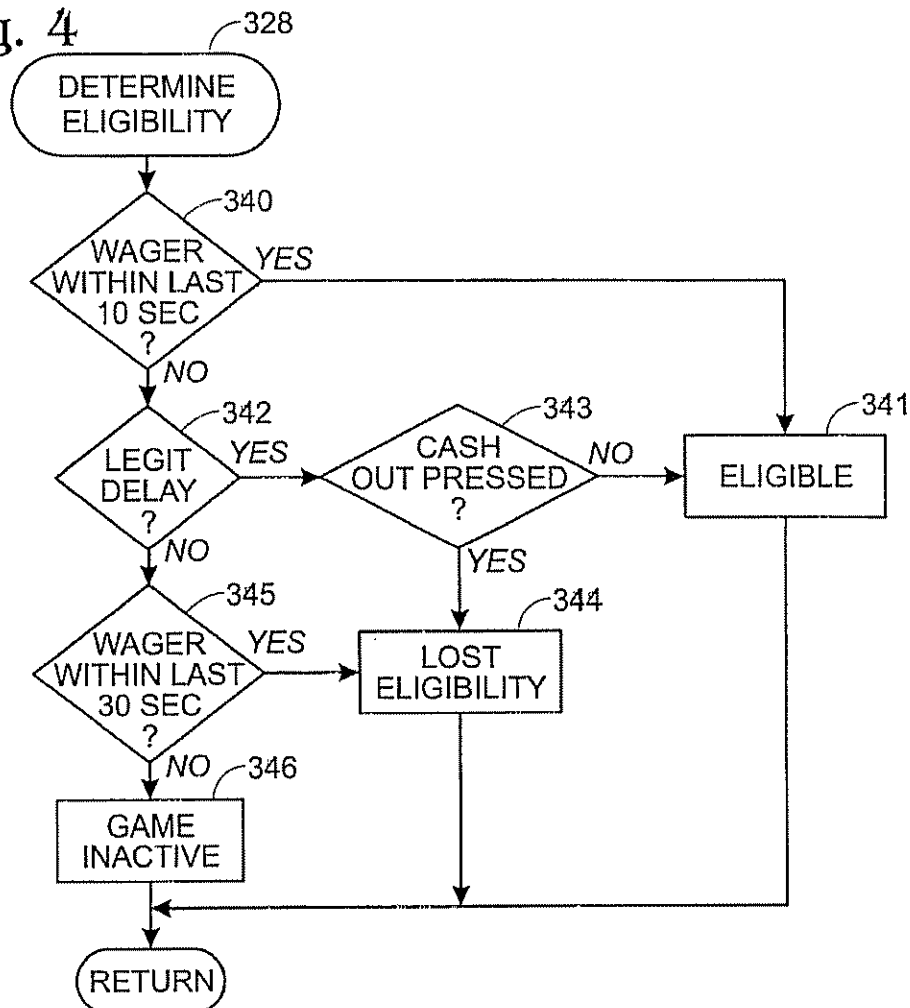 g. 4
328
DETERMINE
ELIGIBILITY
340
WAGER
WITHIN LAST
10 SEC
?
YES
NO
342
LEGIT
DELAY
?
YES
NO
343
CASH
OUT PRESSED
?
NO
YES
341
ELIGIBLE
345
WAGER
WITHIN LAST
30 SEC
?
YES
NO
344
LOST
ELIGIBILITY
346
GAME
INACTIVE
RETURN